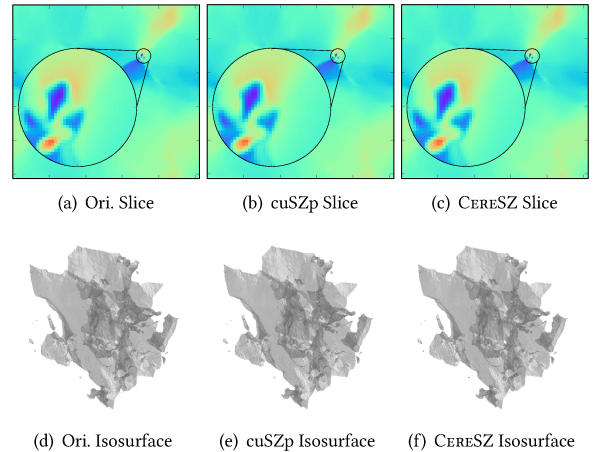 (a) Ori. Slice
(b) cuSZp Slice
(c) CereSZ Slice
(d) Ori. Isosurface
(e) cuSZp Isosurface
(f) CereSZ Isosurface